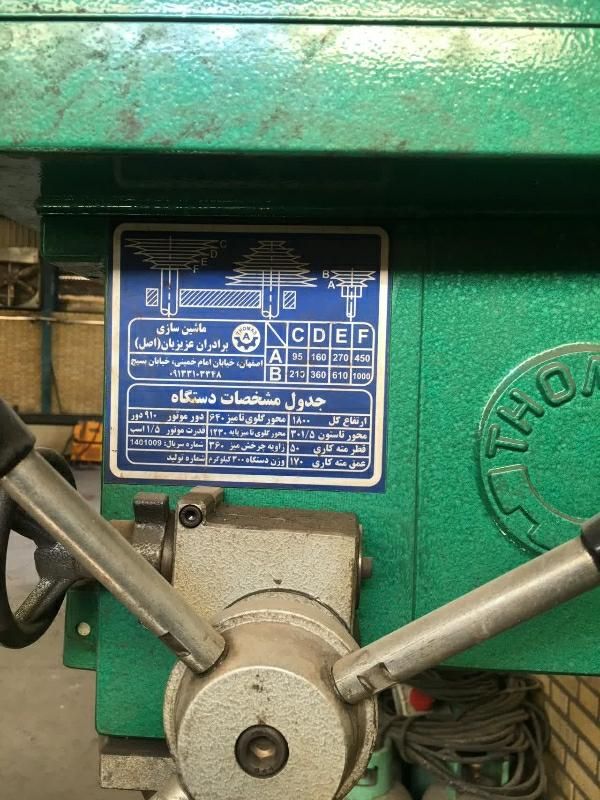 C
D
E
F
B
A
ماشین سازی
برادران عزیزیان (اصل)
THOMAS
A
اصفهان، خیابان امام خمینی، خیابان بسیج
۰۹۱۳۳۱۰۳۳۴۸
C D E F
A 95 160 270 450
B 210 360 610 1000
جدول مشخصات دستگاه
ارتفاع کل ۱۸۰۰ محور گلوی تا میز ۶۴۰ دور موتور ۹۱۰ دور
محور تا ستون ۳۰۱/۵ محور گلوی تا میز پایه ۱۲۳۰ قدرت موتور ۱/۵ اسب
قطر مته کاری ۵۰ زاویه چرخش میز ۳۶۰ شماره سریال: 1401009
عمق مته کاری ۱۷۰ وزن دستگاه ۳۰۰ کیلوگرم شماره تولید
THOM